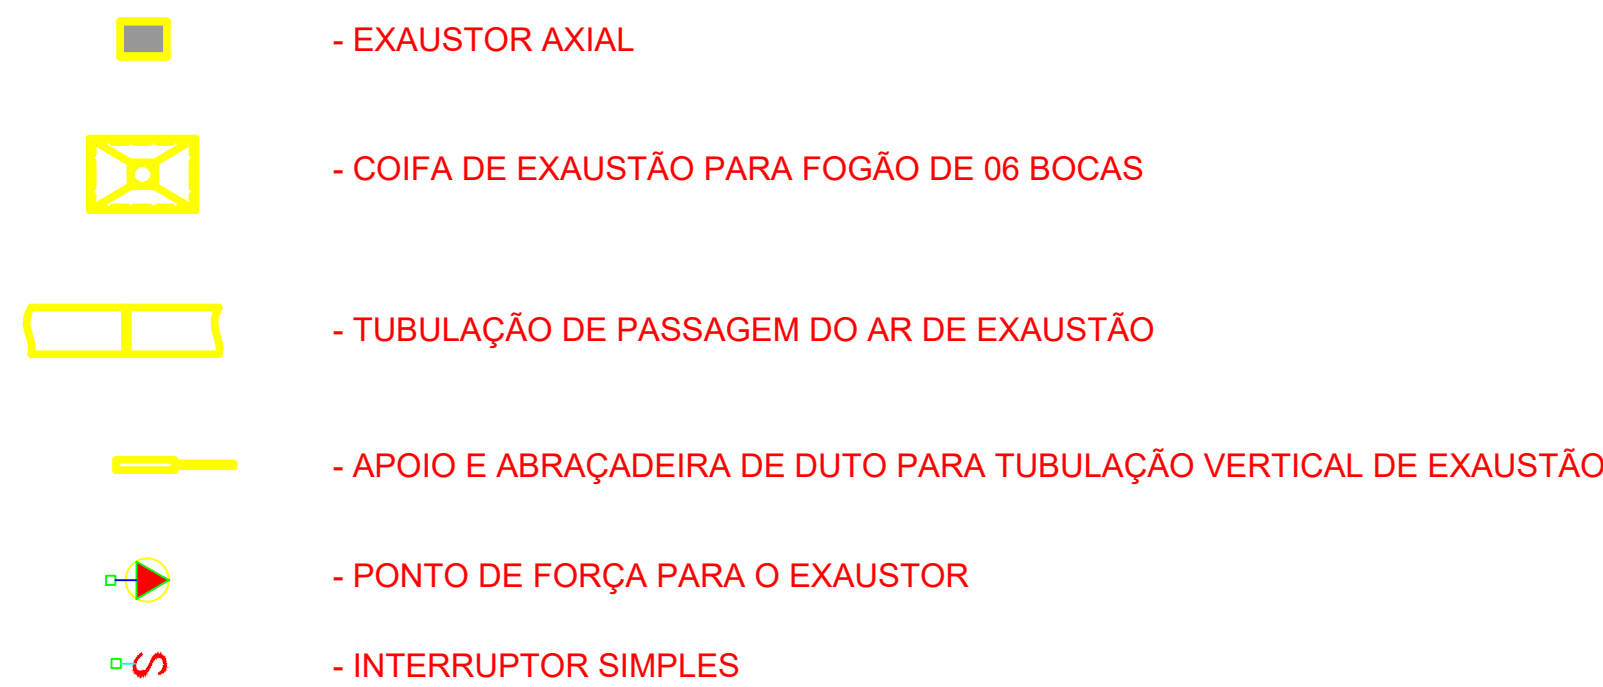 - EXAUSTOR AXIAL
- COIFA DE EXAUSTÃO PARA FOGÃO DE 06 BOCAS
- TUBULAÇÃO DE PASSAGEM DO AR DE EXAUSTÃO
- APOIO E ABRAÇADEIRA DE DUTO PARA TUBULAÇÃO VERTICAL DE EXAUSTÃO
- PONTO DE FORÇA PARA O EXAUSTOR
S - INTERRUPTOR SIMPLES